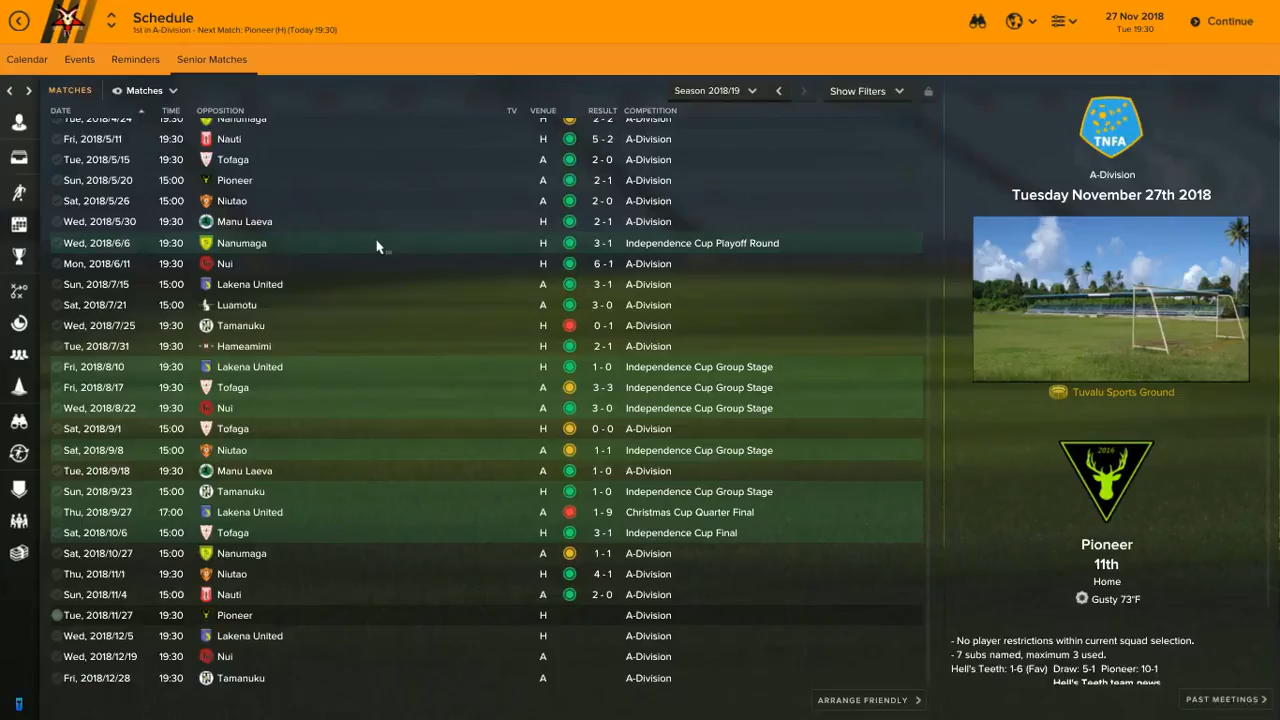 Schedule
1st in A-Division - Next Match: Pioneer (H) (Today 19:30)
27 Nov 2018
Tue 19:30
Continue
Calendar Events Reminders Senior Matches
MATCHES Matches Season 2018/19 Show Filters
DATE TIME OPPOSITION TV VENUE RESULT COMPETITION
Tue, 2018/4/24 19:30 Nanumaga H 2 - 2 A-Division
Fri, 2018/5/11 19:30 Nauti H 5 - 2 A-Division
Tue, 2018/5/15 19:30 Tofaga A 2 - 0 A-Division
Sun, 2018/5/20 15:00 Pioneer A 2 - 1 A-Division
Sat, 2018/5/26 15:00 Niutao A 2 - 0 A-Division
Wed, 2018/5/30 19:30 Manu Laeva H 2 - 1 A-Division
Wed, 2018/6/6 19:30 Nanumaga H 3 - 1 Independence Cup Playoff Round
Mon, 2018/6/11 19:30 Nui H 6 - 1 A-Division
Sun, 2018/7/15 15:00 Lakena United A 3 - 1 A-Division
Sat, 2018/7/21 15:00 Luamotu A 3 - 0 A-Division
Wed, 2018/7/25 19:30 Tamanuku H 0 - 1 A-Division
Tue, 2018/7/31 19:30 Hameamimi H 2 - 1 A-Division
Fri, 2018/8/10 19:30 Lakena United H 1 - 0 Independence Cup Group Stage
Fri, 2018/8/17 19:30 Tofaga A 3 - 3 Independence Cup Group Stage
Wed, 2018/8/22 19:30 Nui A 3 - 0 Independence Cup Group Stage
Sat, 2018/9/1 15:00 Tofaga H 0 - 0 A-Division
Sat, 2018/9/8 15:00 Niutao A 1 - 1 Independence Cup Group Stage
Tue, 2018/9/18 19:30 Manu Laeva A 1 - 0 A-Division
Sun, 2018/9/23 15:00 Tamanuku H 1 - 0 Independence Cup Group Stage
Thu, 2018/9/27 17:00 Lakena United A 1 - 9 Christmas Cup Quarter Final
Sat, 2018/10/6 15:00 Tofaga H 3 - 1 Independence Cup Final
Sat, 2018/10/27 15:00 Nanumaga A 1 - 1 A-Division
Thu, 2018/11/1 19:30 Niutao H 4 - 1 A-Division
Sun, 2018/11/4 15:00 Nauti A 2 - 0 A-Division
Tue, 2018/11/27 19:30 Pioneer H A-Division
Wed, 2018/12/5 19:30 Lakena United H A-Division
Wed, 2018/12/19 19:30 Nui A A-Division
Fri, 2018/12/28 19:30 Tamanuku A A-Division
ARRANGE FRIENDLY
TNFA
A-Division
Tuesday November 27th 2018
Tuvalu Sports Ground
2016
Pioneer
11th
Home
Gusty 73°F
- No player restrictions within current squad selection.
- 7 subs named, maximum 3 used.
Hell's Teeth: 1-6 (Fav) Draw: 5-1 Pioneer: 10-1
Hell's Teeth team news
PAST MEETINGS